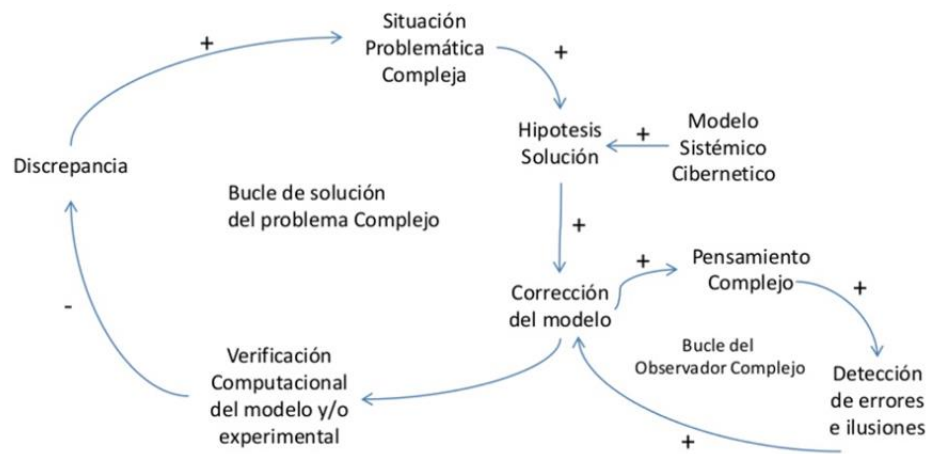 Situación
Problemática
Compleja
+
+
Hipotesis
Solución
+
Modelo
Sistémico
Cibernetico
Discrepancia
Bucle de solución
del problema Complejo
+
+
Pensamiento
Complejo
+
Corrección
del modelo
-
Bucle del
Observador Complejo
Verificación
Computacional
del modelo y/o
experimental
Detección
de errores
e ilusiones
+